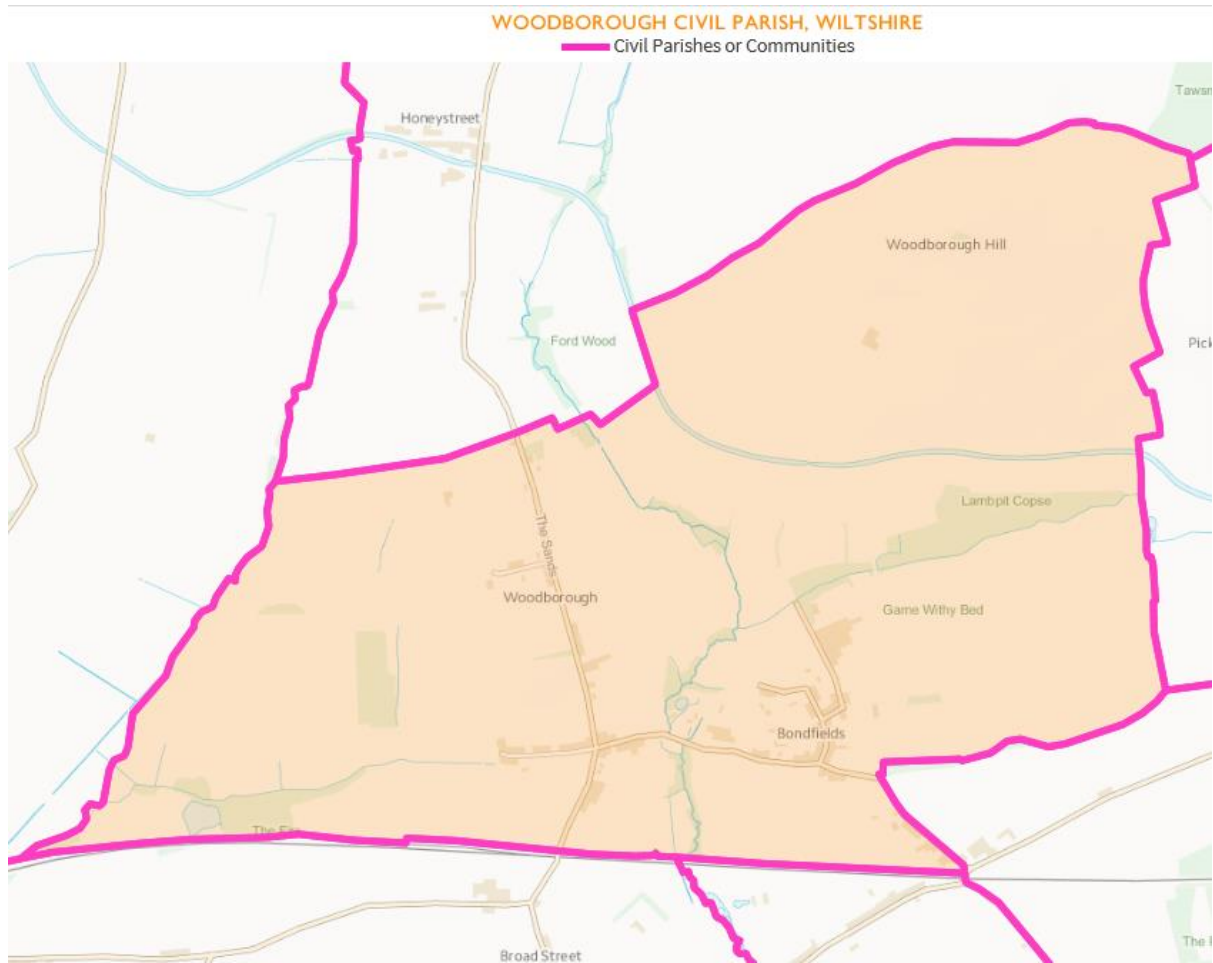 WOODBOROUGH CIVIL PARISH, WILTSHIRE
Civil Parishes or Communities
Honeystreet
Woodborough Hill
Ford Wood
Lambpit Copse
The Sands
Woodborough
Game Withy Bed
Bondfields
Broad Street